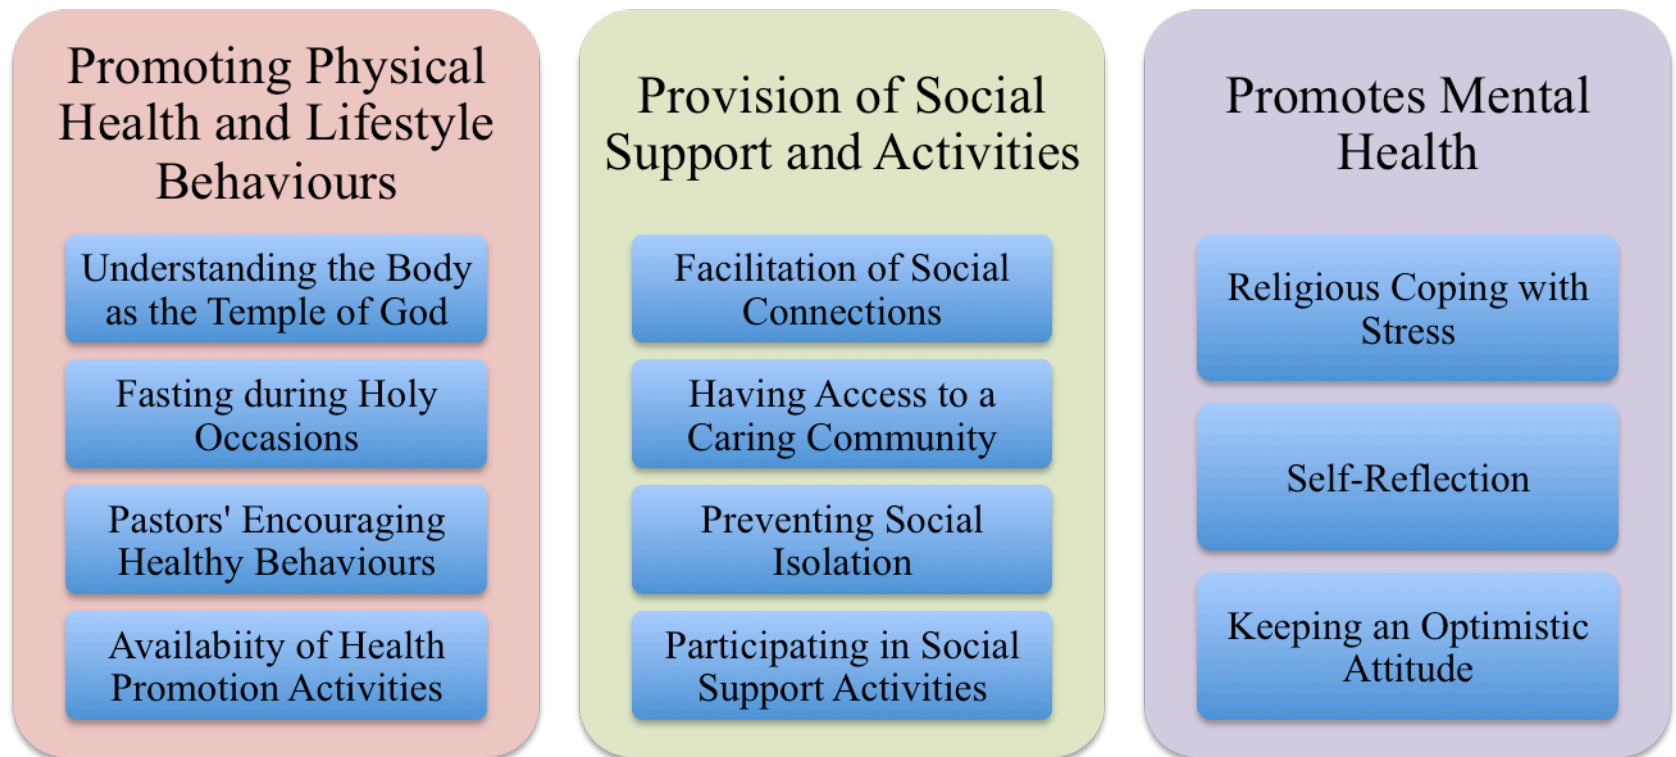 Promoting Physical
Health and Lifestyle
Behaviours
Understanding the Body
as the Temple of God
Fasting during Holy
Occasions
Pastors' Encouraging
Healthy Behaviours
Availabiity of Health
Promotion Activities
Provision of Social
Support and Activities
Facilitation of Social
Connections
Having Access to a
Caring Community
Preventing Social
Isolation
Participating in Social
Support Activities
Promotes Mental
Health
Religious Coping with
Stress
Self-Reflection
Keeping an Optimistic
Attitude